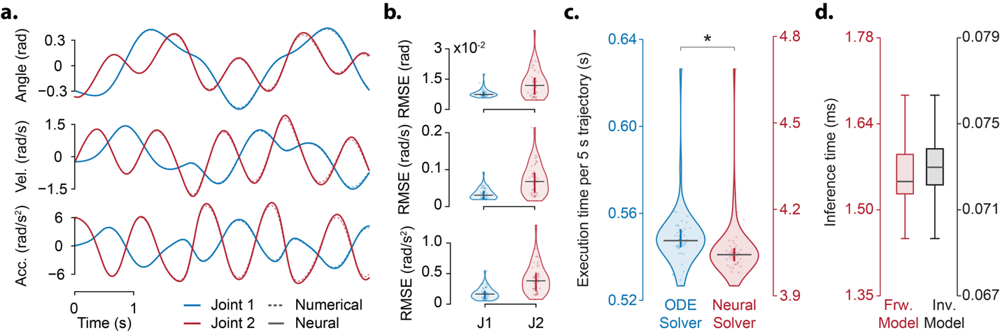 a.
Angle (rad)
0.3
0
−0.3
Vel. (rad/s)
1.5
0
−1.5
Acc. (rad/s²)
6
0
−6
0 1
Time (s)
Joint 1 Numerical
Joint 2 Neural
b.
x10⁻²
RMSE (rad)
3
1.5
0
RMSE (rad/s)
0.2
0.1
0
RMSE (rad/s²)
1.0
0.5
0
J1 J2
c.
Execution time per 5 s trajectory (s)
0.64
0.60
0.56
0.52
*
4.8
4.5
4.2
3.9
ODE Neural
Solver Solver
d.
Inference time (ms)
1.78
1.64
1.50
1.35
0.079
0.075
0.071
0.067
Frw. Inv.
Model Model